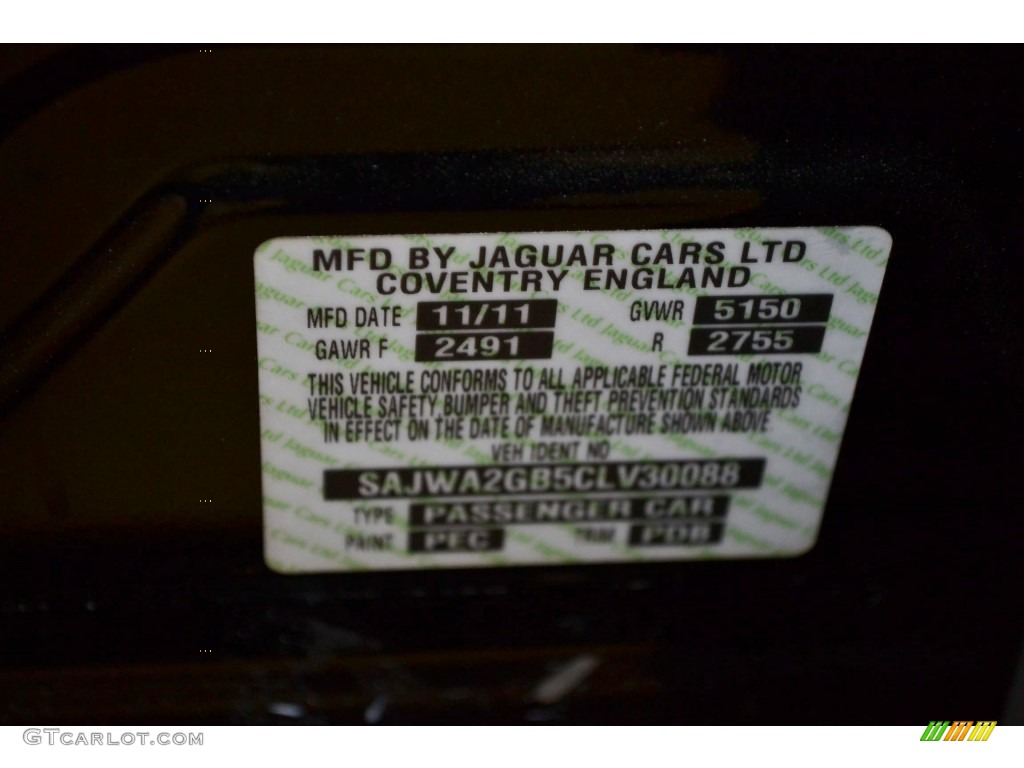 MFD BY JAGUAR CARS LTD
COVENTRY ENGLAND
MFD DATE 11/11 GVWR 5150
GAWR F 2491 R 2755
THIS VEHICLE CONFORMS TO ALL APPLICABLE FEDERAL MOTOR
VEHICLE SAFETY BUMPER AND THEFT PREVENTION STANDARDS
IN EFFECT ON THE DATE OF MANUFACTURE SHOWN ABOVE
VEH IDENT NO
SAJWA2GB5CLV30088
TYPE PASSENGER CAR
PAINT PEC TRIM PDB
GTCARLOT.COM